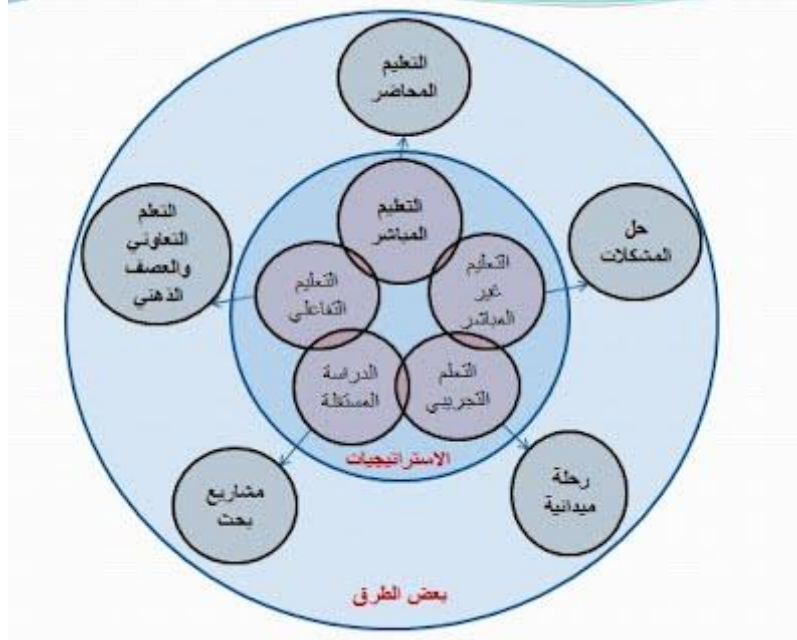 التعليم
المحاضر
التعلم
التعاوني
والعصف
الذهني
حل
المشكلات
التعليم
المباشر
التعليم
التفاعلي
التعليم
غير
المباشر
الدراسة
المستقلة
التعلم
التجريبي
الاستراتيجيات
مشاريع
بحث
رحلة
ميدانية
بعض الطرق